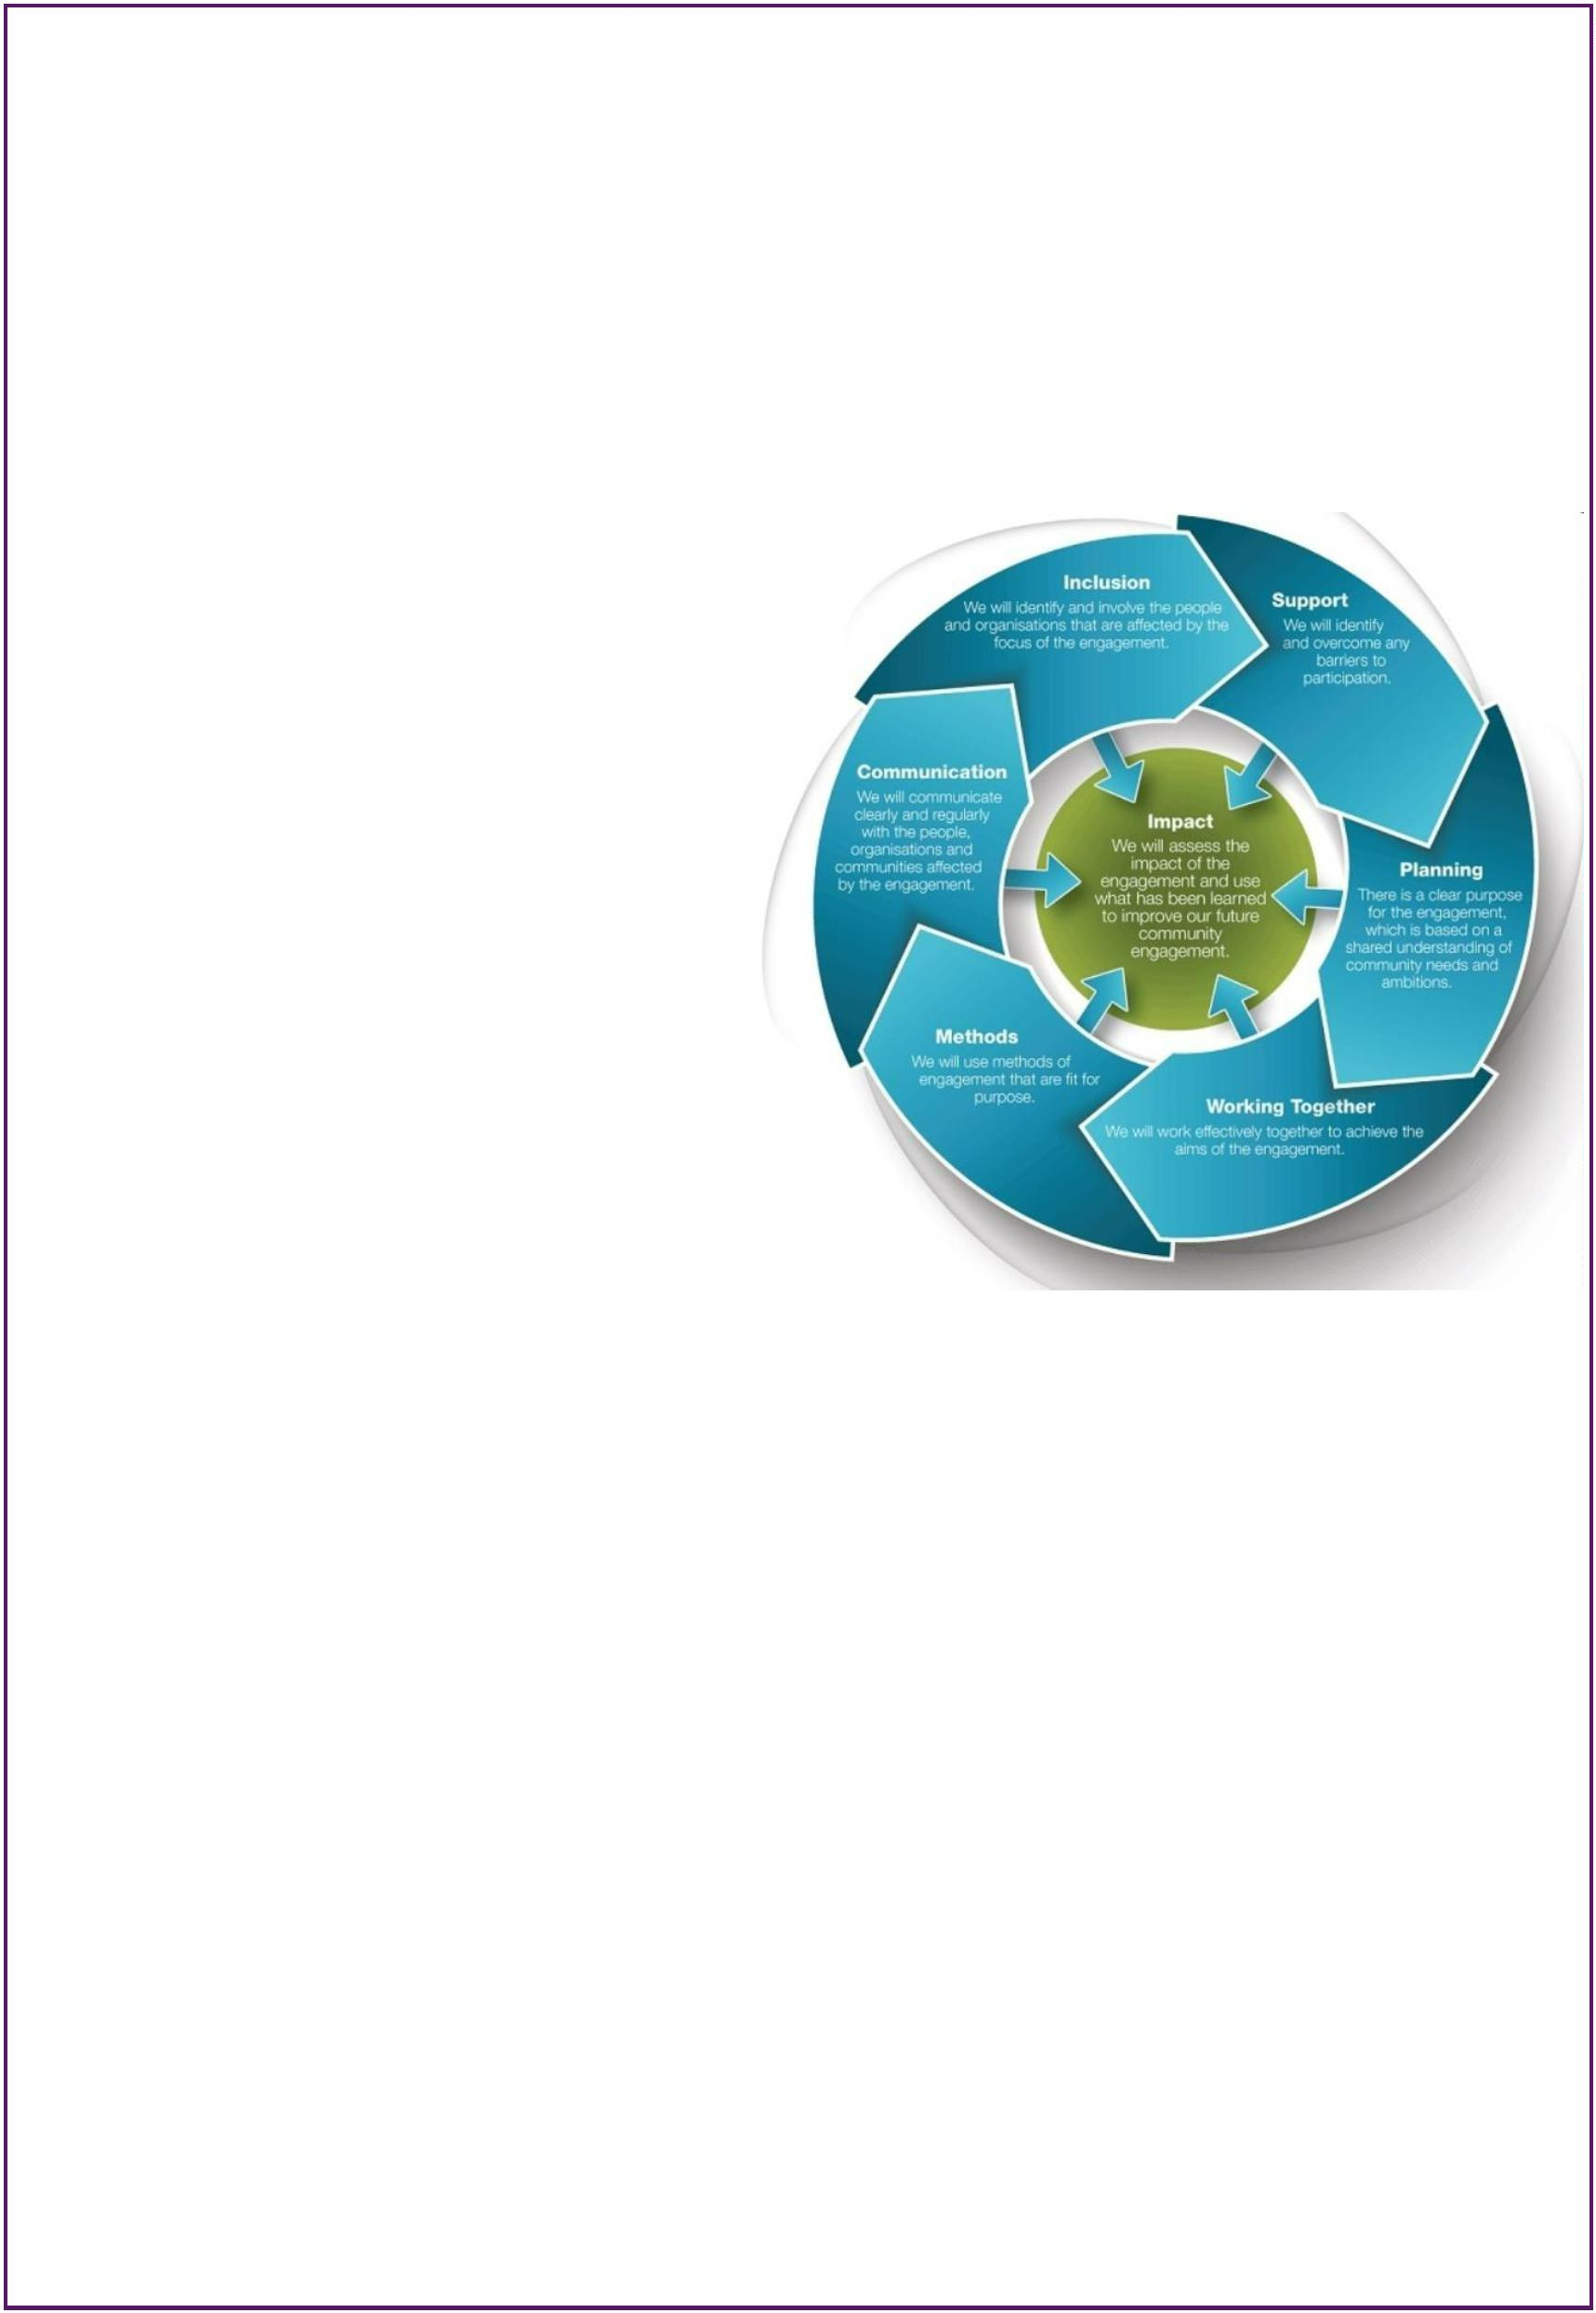 Inclusion
We will identify and involve the people
and organisations that are affected by the
focus of the engagement.
Support
We will identify
and overcome any
barriers to
participation.
Planning
There is a clear purpose
for the engagement,
which is based on a
shared understanding of
community needs and
ambitions.
Working Together
We will work effectively together to achieve the
aims of the engagement.
Methods
We will use methods of
engagement that are fit for
purpose.
Communication
We will communicate
clearly and regularly
with the people,
organisations and
communities affected
by the engagement.
Impact
We will assess the
impact of the
engagement and use
what has been learned
to improve our future
community
engagement.